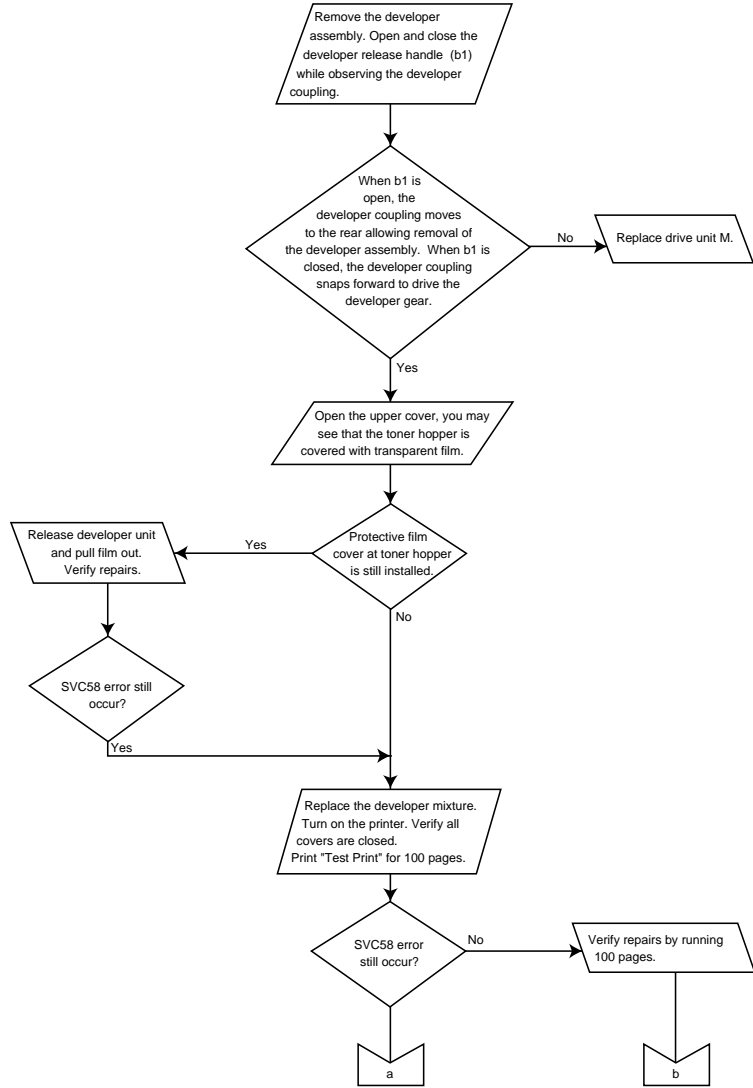 Remove the developer
assembly. Open and close the
developer release handle (b1)
while observing the developer
coupling.
When b1 is
open, the
developer coupling moves
to the rear allowing removal of
the developer assembly. When b1 is
closed, the developer coupling
snaps forward to drive the
developer gear.
No
Replace drive unit M.
Yes
Open the upper cover, you may
see that the toner hopper is
covered with transparent film.
Protective film
cover at toner hopper
is still installed.
Yes
Release developer unit
and pull film out.
Verify repairs.
No
SVC58 error still
occur?
Yes
Replace the developer mixture.
Turn on the printer. Verify all
covers are closed.
Print "Test Print" for 100 pages.
SVC58 error
still occur?
No
Verify repairs by running
100 pages.
a
b